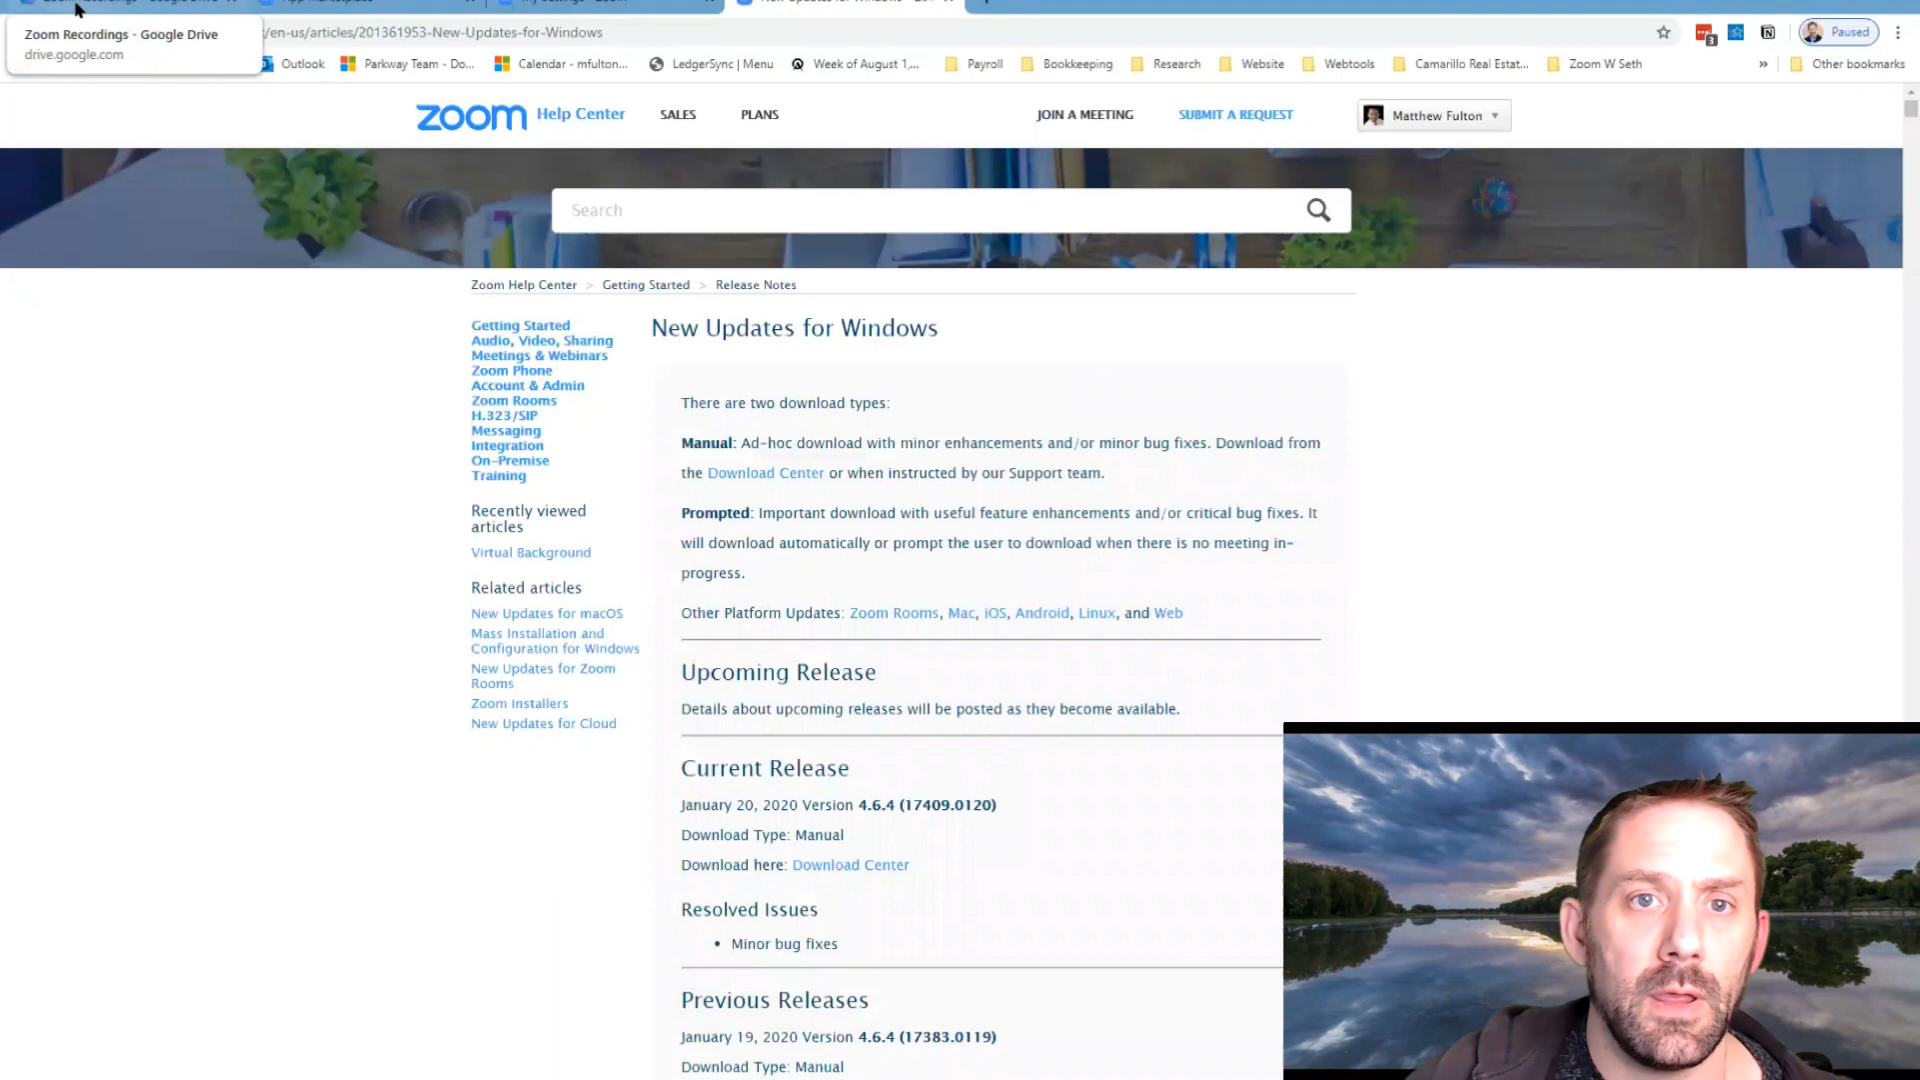 Zoom Recordings - Google Drive
drive.google.com
/en-us/articles/201361953-New-Updates-for-Windows
3
Paused
Outlook
Parkway Team - Do...
Calendar - mfulton...
LedgerSync | Menu
Week of August 1,...
Payroll
Bookkeeping
Research
Website
Webtools
Camarillo Real Estat...
Zoom W Seth
»
Other bookmarks
zoom Help Center
SALES
PLANS
JOIN A MEETING
SUBMIT A REQUEST
Matthew Fulton
Search
Zoom Help Center > Getting Started > Release Notes
Getting Started
Audio, Video, Sharing
Meetings & Webinars
Zoom Phone
Account & Admin
Zoom Rooms
H.323/SIP
Messaging
Integration
On-Premise
Training
Recently viewed
articles
Virtual Background
Related articles
New Updates for macOS
Mass Installation and
Configuration for Windows
New Updates for Zoom
Rooms
Zoom Installers
New Updates for Cloud
New Updates for Windows
There are two download types:
Manual: Ad-hoc download with minor enhancements and/or minor bug fixes. Download from
the Download Center or when instructed by our Support team.
Prompted: Important download with useful feature enhancements and/or critical bug fixes. It
will download automatically or prompt the user to download when there is no meeting in-
progress.
Other Platform Updates: Zoom Rooms, Mac, iOS, Android, Linux, and Web
Upcoming Release
Details about upcoming releases will be posted as they become available.
Current Release
January 20, 2020 Version 4.6.4 (17409.0120)
Download Type: Manual
Download here: Download Center
Resolved Issues
• Minor bug fixes
Previous Releases
January 19, 2020 Version 4.6.4 (17383.0119)
Download Type: Manual